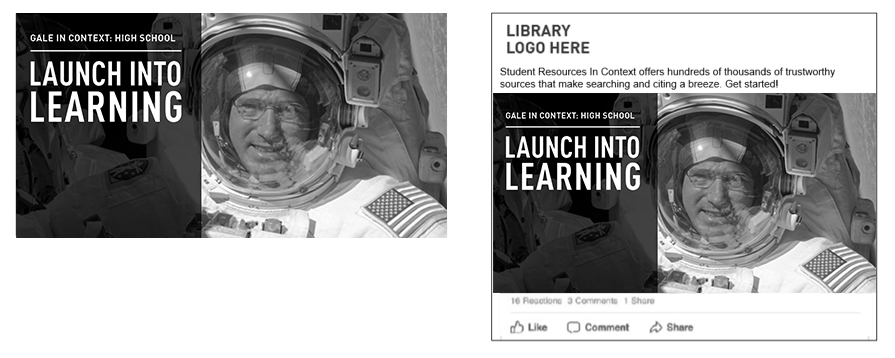 GALE IN CONTEXT: HIGH SCHOOL
LAUNCH INTO
LEARNING
LIBRARY
LOGO HERE
Student Resources In Context offers hundreds of thousands of trustworthy
sources that make searching and citing a breeze. Get started!
GALE IN CONTEXT: HIGH SCHOOL
LAUNCH INTO
LEARNING
16 Reactions 3 Comments 1 Share
Like Comment Share